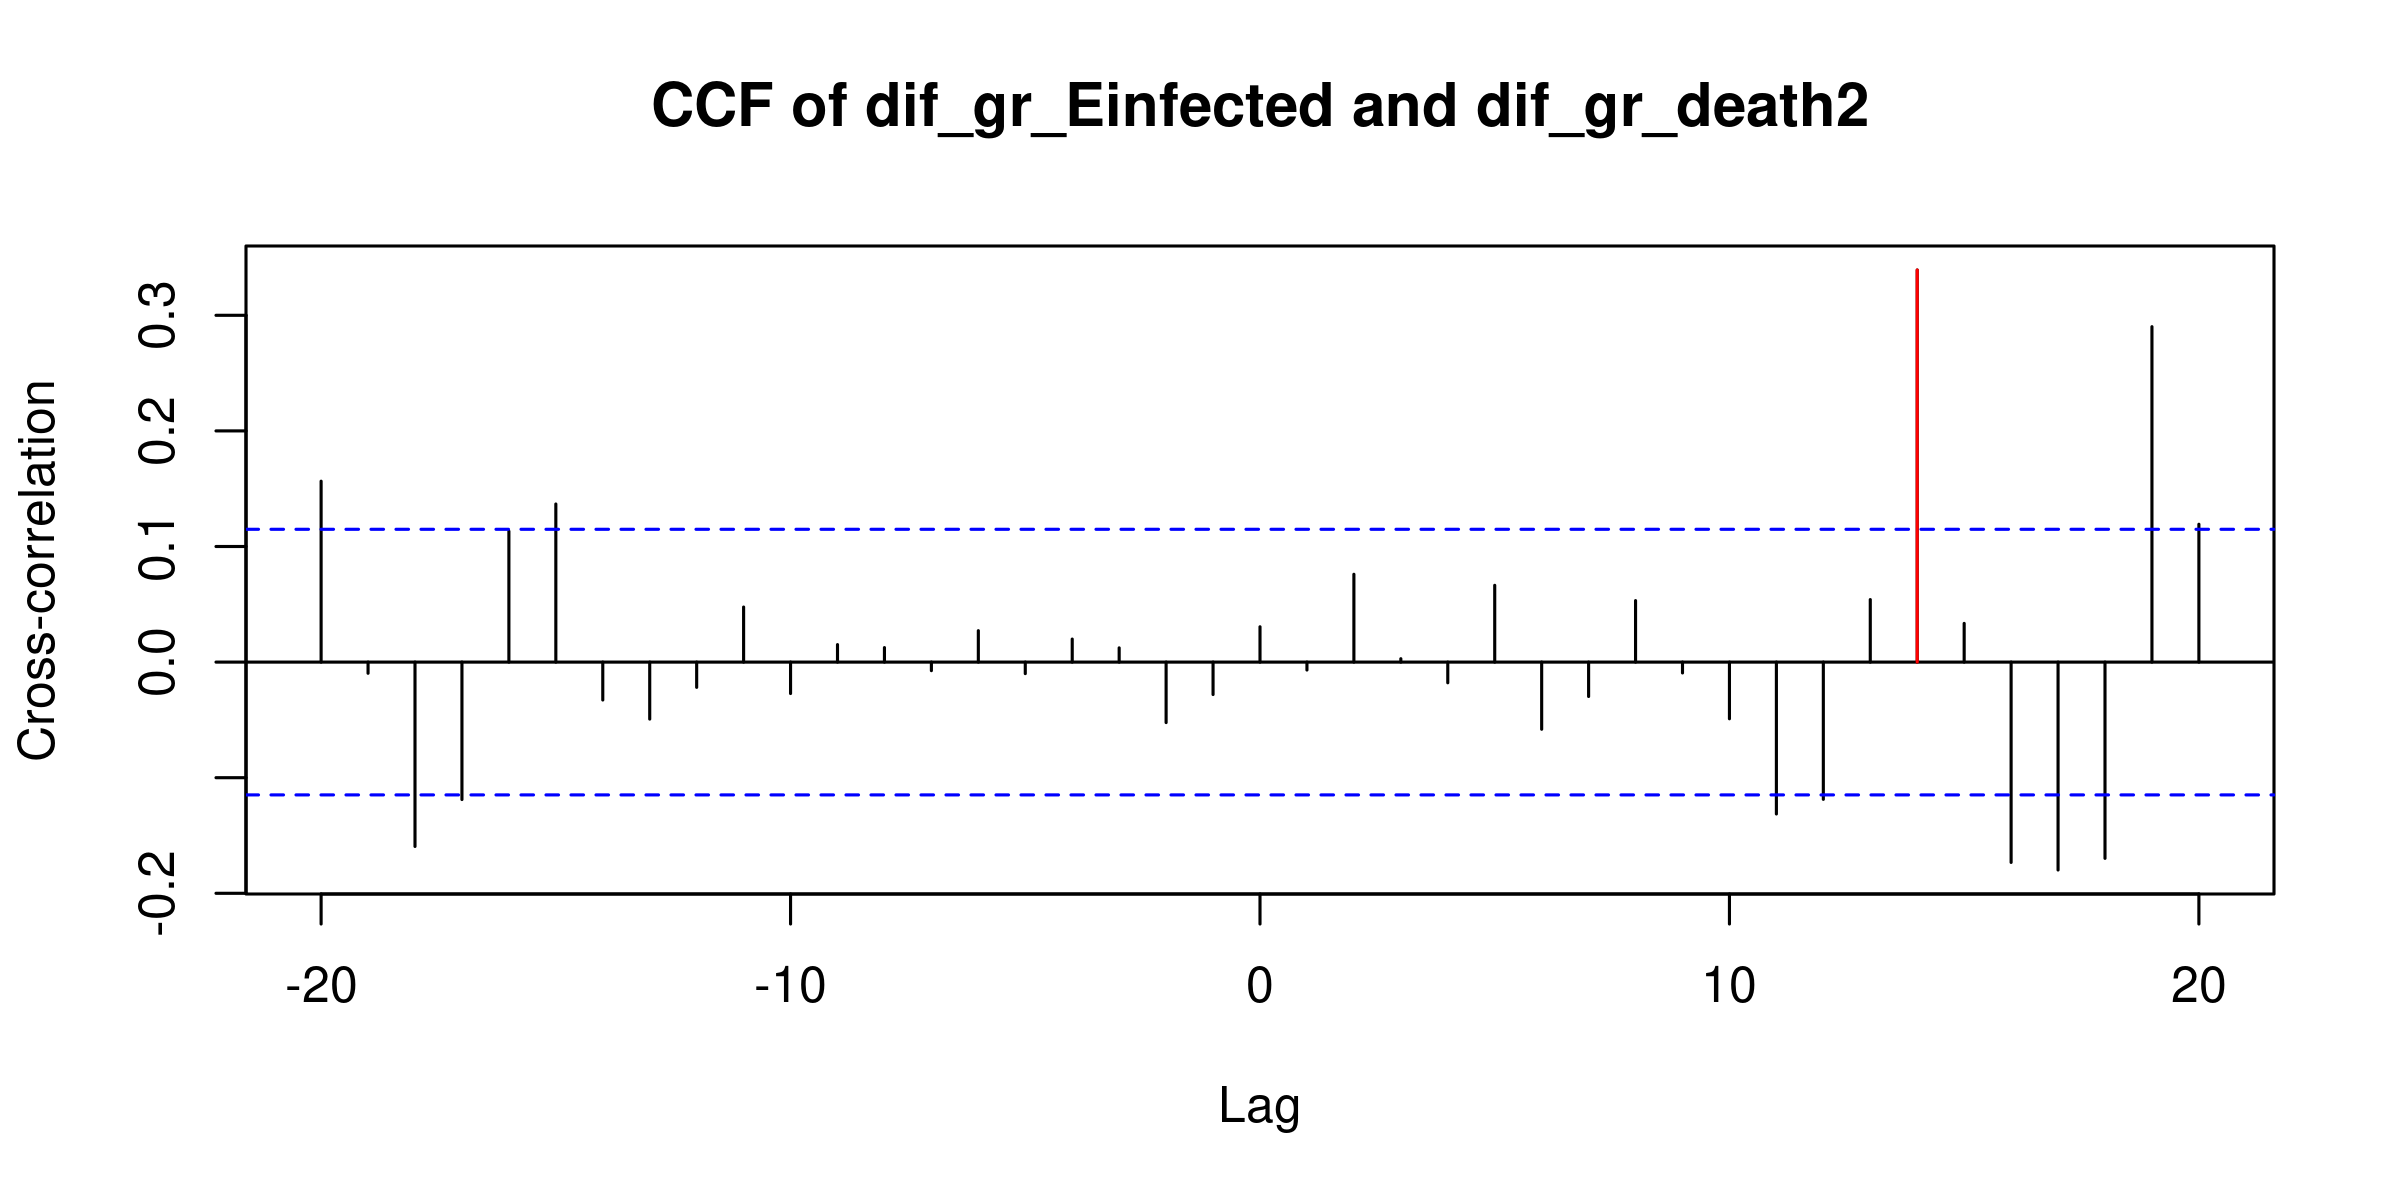 CCF of dif_gr_Einfected and dif_gr_death2
Cross-correlation
0.3
0.2
0.1
0.0
-0.2
-20 -10 0 10 20
Lag